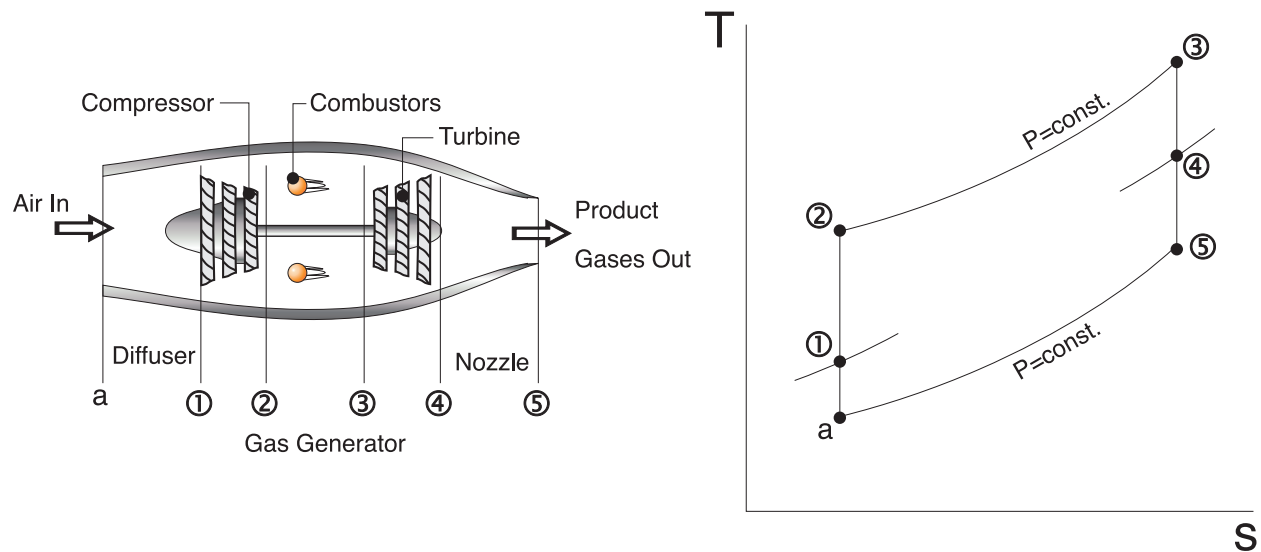 Compressor
Combustors
Turbine
Air In
Product
Gases Out
Diffuser
Nozzle
a
①
②
③
④
⑤
Gas Generator
T
③
P=const.
④
②
⑤
①
P=const.
a
S